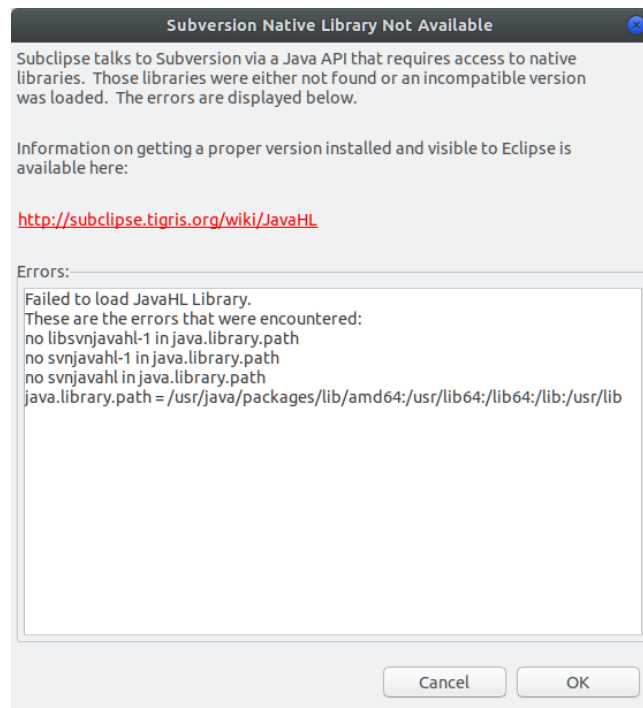 Subversion Native Library Not Available
Subclipse talks to Subversion via a Java API that requires access to native
libraries.  Those libraries were either not found or an incompatible version
was loaded.  The errors are displayed below.
Information on getting a proper version installed and visible to Eclipse is
available here:
http://subclipse.tigris.org/wiki/JavaHL
Errors:
Failed to load JavaHL Library.
These are the errors that were encountered:
no libsvnjavahl-1 in java.library.path
no svnjavahl-1 in java.library.path
no svnjavahl in java.library.path
java.library.path = /usr/java/packages/lib/amd64:/usr/lib64:/lib64:/lib:/usr/lib
Cancel OK